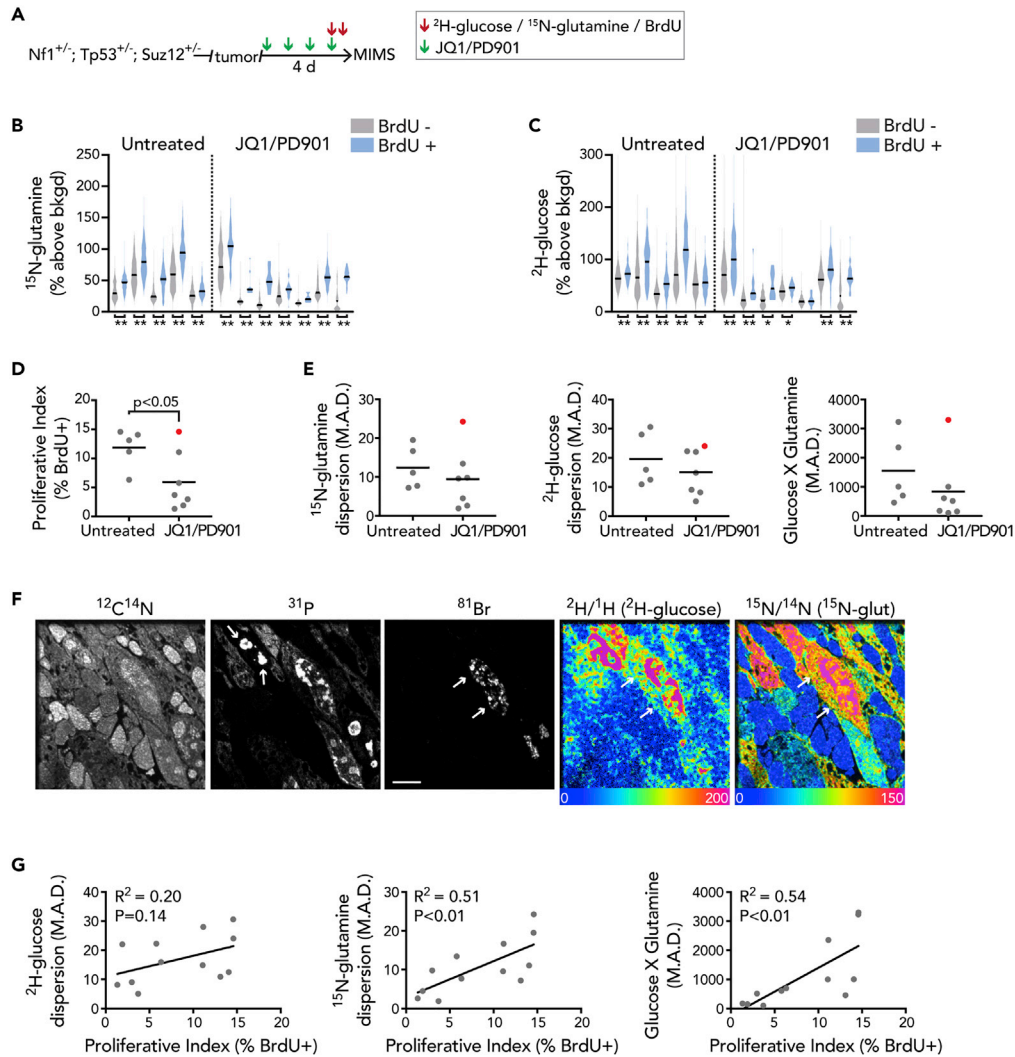 A
Nf1+/-; Tp53+/-; Suz12+/-
tumor
4 d
MIMS
²H-glucose / ¹⁵N-glutamine / BrdU
JQ1/PD901
B
BrdU -
BrdU +
Untreated
JQ1/PD901
¹⁵N-glutamine
(% above bkgd)
250
200
150
100
50
0
** ** ** ** ** ** ** ** ** ** ** **
C
BrdU -
BrdU +
Untreated
JQ1/PD901
²H-glucose
(% above bkgd)
300
200
100
0
** ** ** ** * ** ** * * ** **
D
Proliferative Index
(% BrdU+)
20
15
10
5
0
p<0.05
Untreated
JQ1/PD901
E
¹⁵N-glutamine
dispersion (M.A.D.)
30
20
10
0
Untreated
JQ1/PD901
²H-glucose
dispersion (M.A.D.)
40
30
20
10
0
Untreated
JQ1/PD901
Glucose X Glutamine
(M.A.D.)
4000
3000
2000
1000
0
Untreated
JQ1/PD901
F
¹²C¹⁴N
³¹P
⁸¹Br
²H/¹H (²H-glucose)
¹⁵N/¹⁴N (¹⁵N-glut)
0
200
0
150
G
²H-glucose
dispersion (M.A.D.)
40
30
20
10
0
R² = 0.20
P=0.14
0 5 10 15 20
Proliferative Index (% BrdU+)
¹⁵N-glutamine
dispersion (M.A.D.)
30
20
10
0
R² = 0.51
P<0.01
0 5 10 15 20
Proliferative Index (% BrdU+)
Glucose X Glutamine
(M.A.D.)
4000
3000
2000
1000
0
R² = 0.54
P<0.01
0 5 10 15 20
Proliferative Index (% BrdU+)